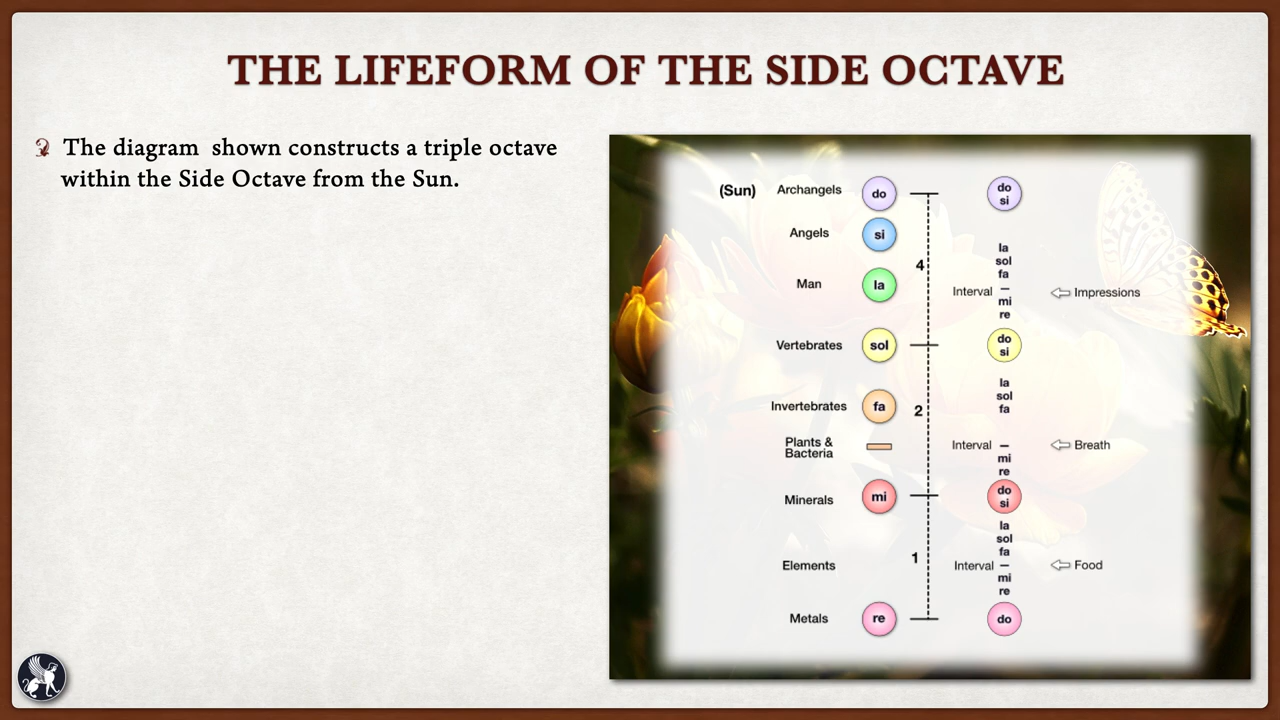 THE LIFEFORM OF THE SIDE OCTAVE
The diagram  shown constructs a triple octave
within the Side Octave from the Sun.
(Sun) Archangels do
do
si
Angels si
la
sol
fa
4
Man la
Interval – Impressions
mi
re
Vertebrates sol
do
si
la
sol
fa
Invertebrates fa
2
Plants &
Bacteria
Interval – Breath
mi
re
Minerals mi
do
si
la
sol
fa
1
Elements
Interval – Food
mi
re
Metals re
do